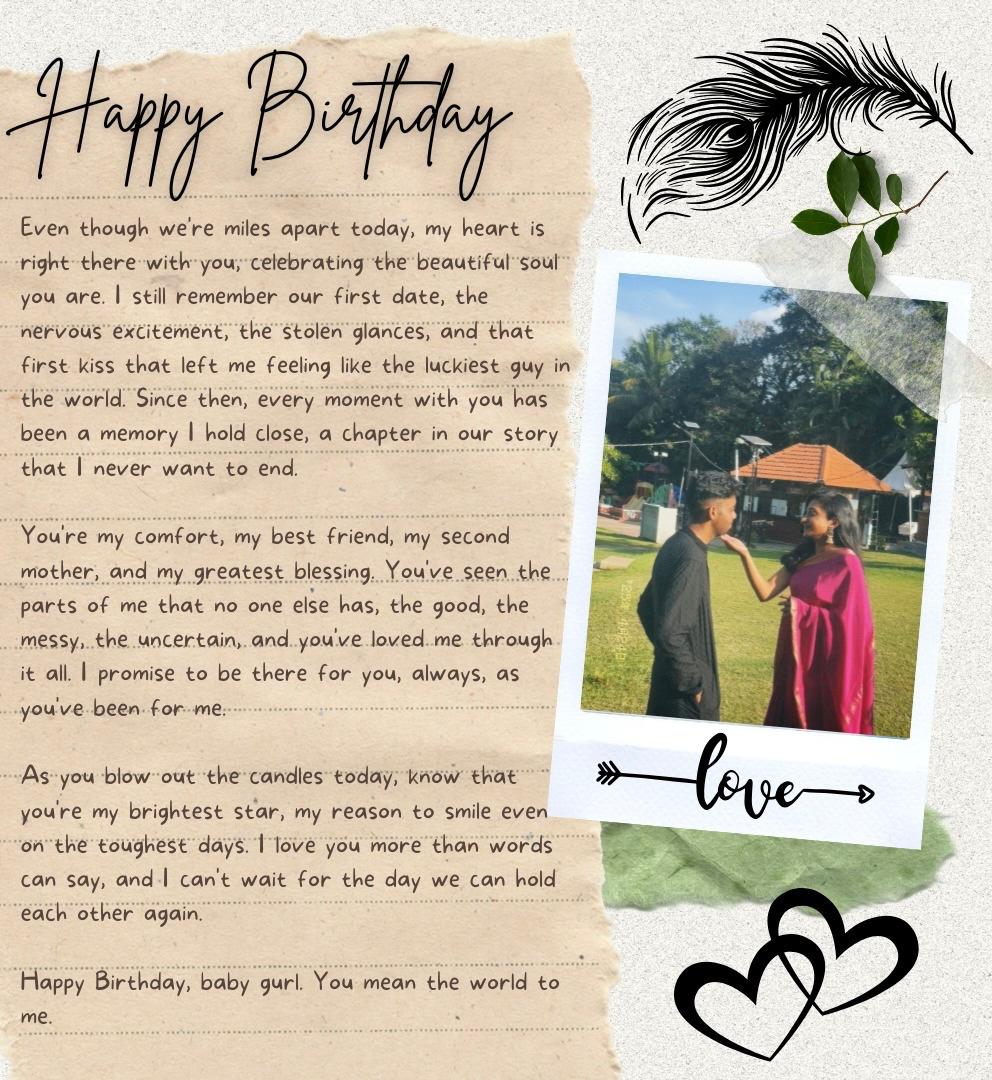 Happy Birthday
Even though we're miles apart today, my heart is
right there with you, celebrating the beautiful soul
you are. I still remember our first date, the
nervous excitement, the stolen glances, and that
first kiss that left me feeling like the luckiest guy in
the world. Since then, every moment with you has
been a memory I hold close, a chapter in our story
that I never want to end.
You're my comfort, my best friend, my second
mother, and my greatest blessing. You've seen the
parts of me that no one else has, the good, the
messy, the uncertain, and you've loved me through
it all. I promise to be there for you, always, as
you've been for me.
As you blow out the candles today, know that
you're my brightest star, my reason to smile even
on the toughest days. I love you more than words
can say, and I can't wait for the day we can hold
each other again.
Happy Birthday, baby gurl. You mean the world to
me.
love